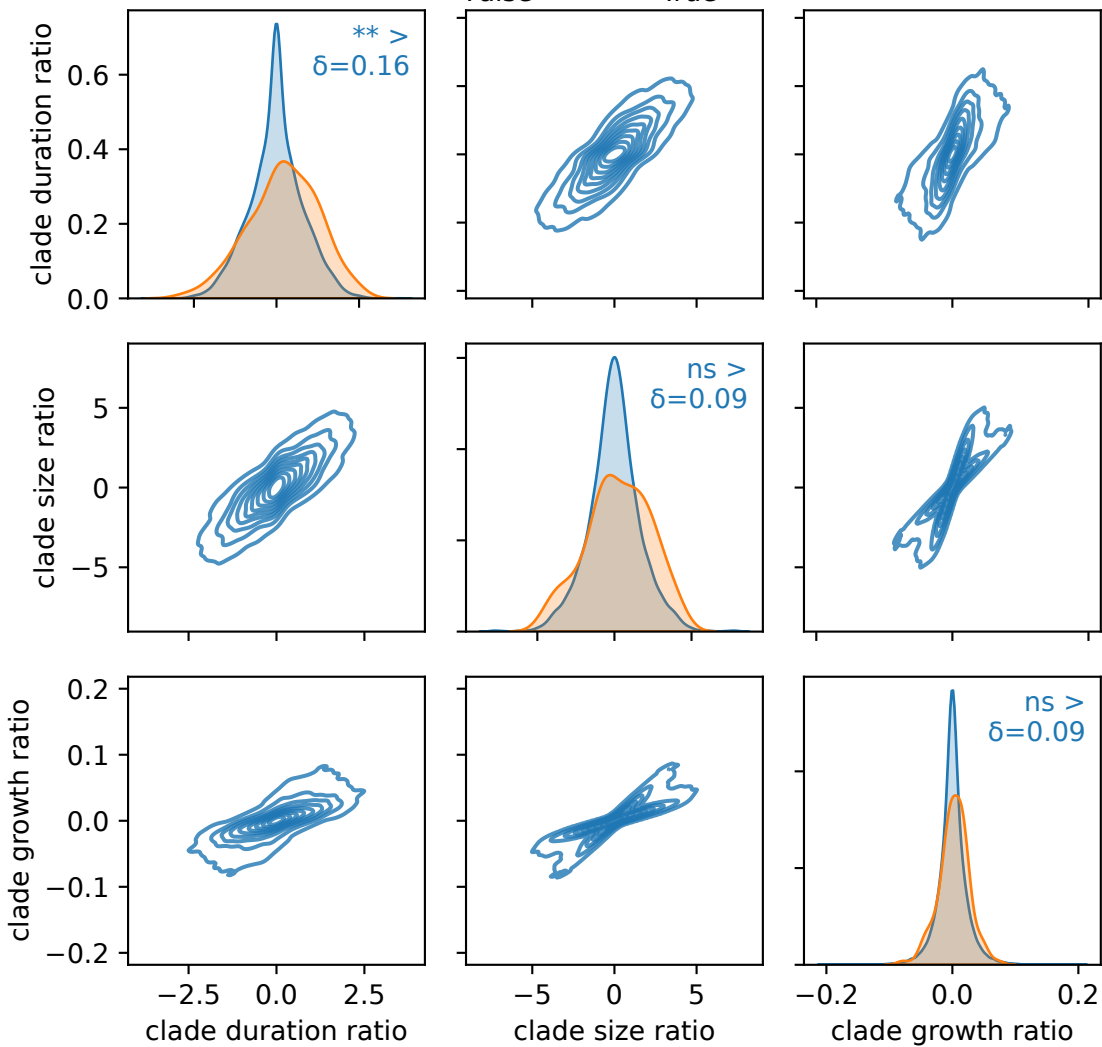 clade duration ratio
0.6
0.4
0.2
0.0
** >
δ=0.16
clade size ratio
5
0
−5
ns >
δ=0.09
clade growth ratio
0.2
0.1
0.0
−0.1
−0.2
ns >
δ=0.09
−2.5 0.0 2.5
clade duration ratio
−5 0 5
clade size ratio
−0.2 0.0 0.2
clade growth ratio